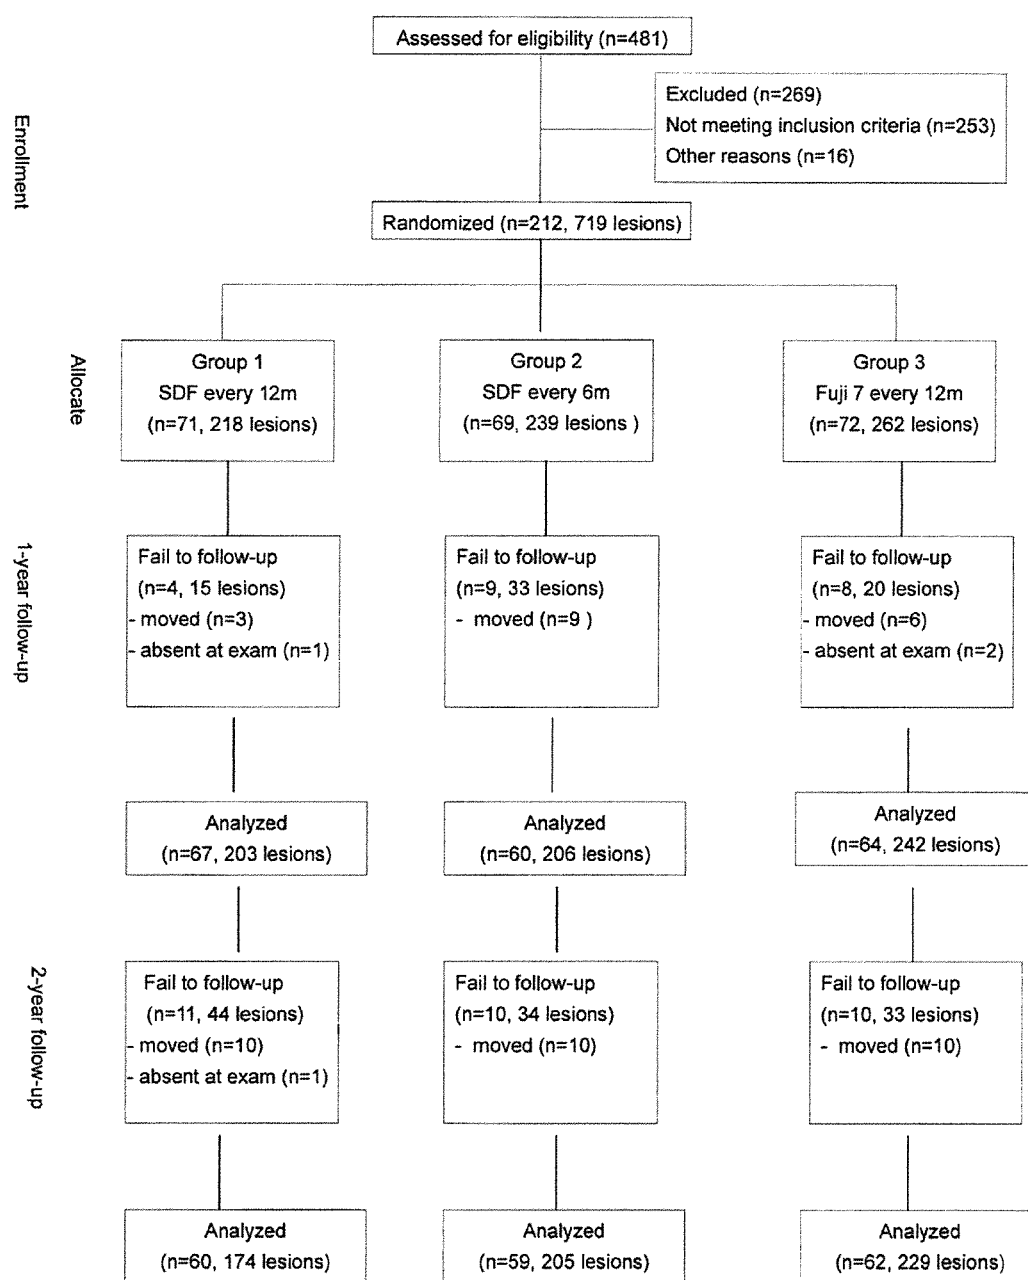 Assessed for eligibility (n=481)
Excluded (n=269)
Not meeting inclusion criteria (n=253)
Other reasons (n=16)
Enrollment
Randomized (n=212, 719 lesions)
Allocate
Group 1
SDF every 12m
(n=71, 218 lesions)
Group 2
SDF every 6m
(n=69, 239 lesions )
Group 3
Fuji 7 every 12m
(n=72, 262 lesions)
1-year follow-up
Fail to follow-up
(n=4, 15 lesions)
- moved (n=3)
- absent at exam (n=1)
Fail to follow-up
(n=9, 33 lesions)
- moved (n=9 )
Fail to follow-up
(n=8, 20 lesions)
- moved (n=6)
- absent at exam (n=2)
Analyzed
(n=67, 203 lesions)
Analyzed
(n=60, 206 lesions)
Analyzed
(n=64, 242 lesions)
2-year follow-up
Fail to follow-up
(n=11, 44 lesions)
- moved (n=10)
- absent at exam (n=1)
Fail to follow-up
(n=10, 34 lesions)
- moved (n=10)
Fail to follow-up
(n=10, 33 lesions)
- moved (n=10)
Analyzed
(n=60, 174 lesions)
Analyzed
(n=59, 205 lesions)
Analyzed
(n=62, 229 lesions)